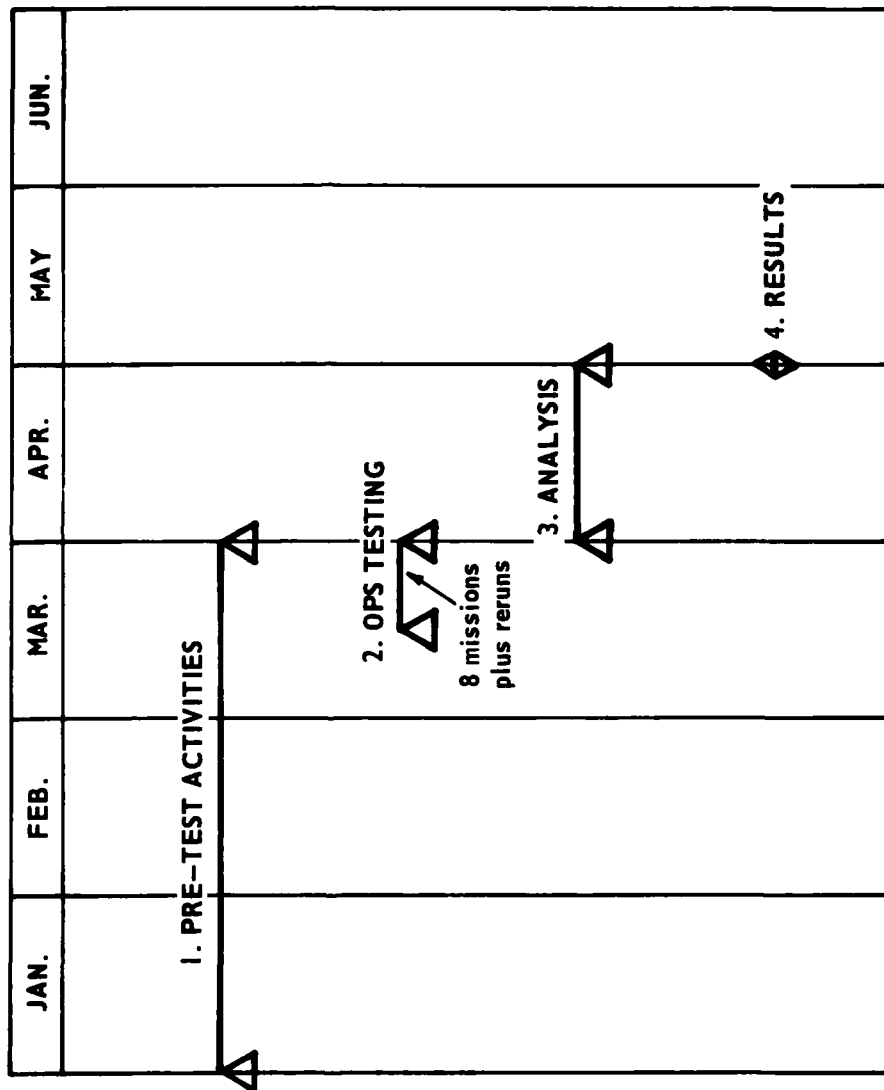 JAN.
FEB.
MAR.
APR.
MAY
JUN.
1. PRE–TEST ACTIVITIES
2. OPS TESTING
8 missions
plus reruns
3. ANALYSIS
4. RESULTS